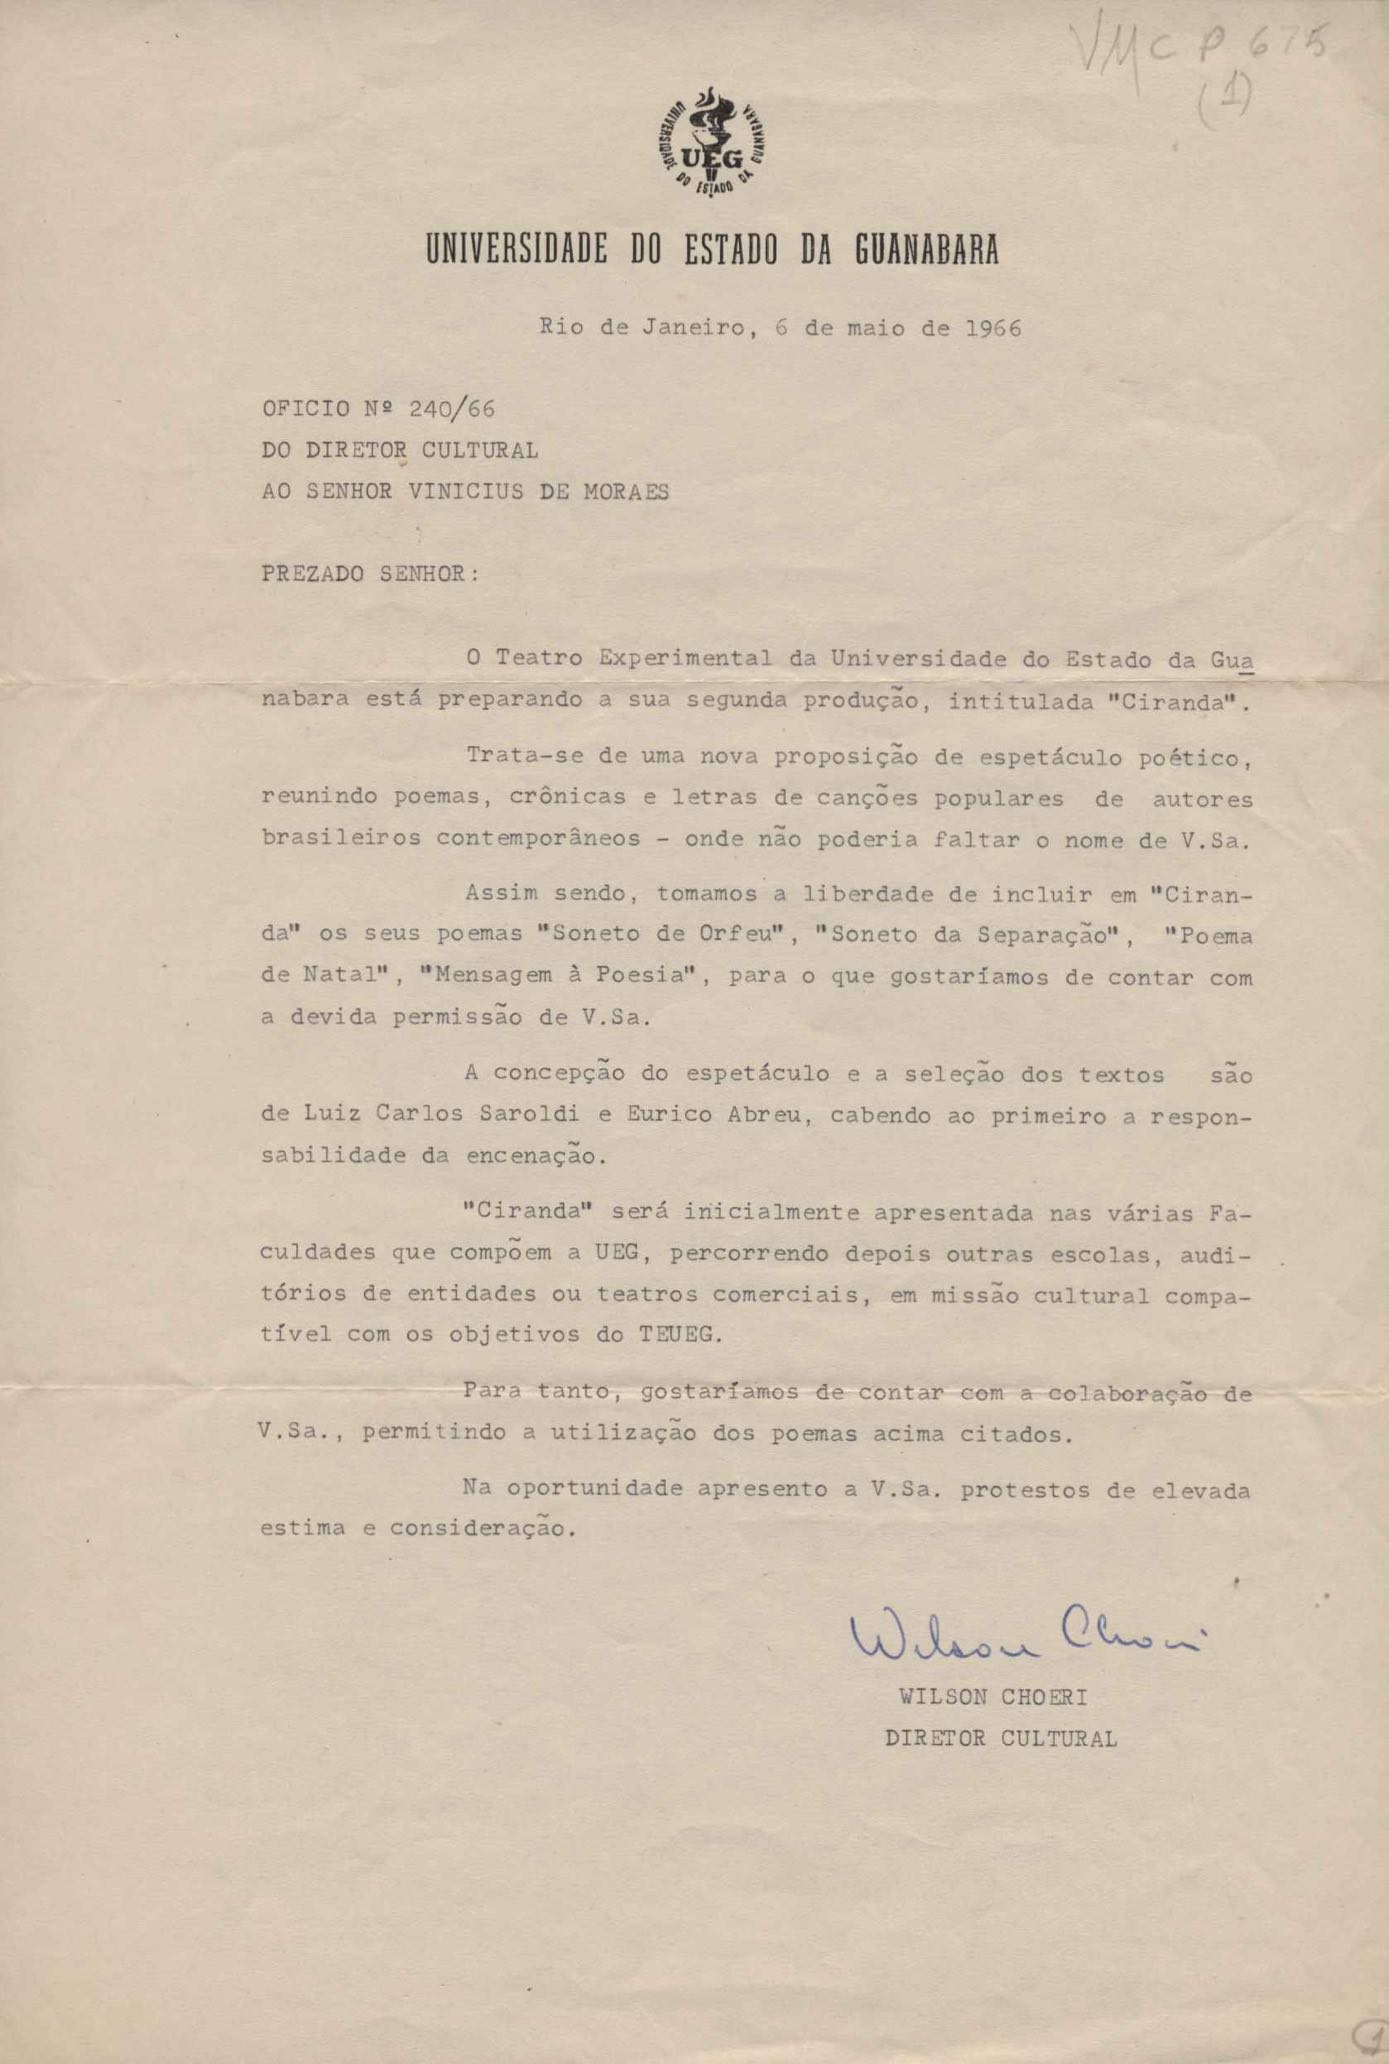 VMCP 675
(1)
UNIVERSIDADE DO ESTADO DA GUANABARA
UEG
UNIVERSIDADE DO ESTADO DA GUANABARA
Rio de Janeiro, 6 de maio de 1966
OFICIO Nº 240/66
DO DIRETOR CULTURAL
AO SENHOR VINICIUS DE MORAES
PREZADO SENHOR:
O Teatro Experimental da Universidade do Estado da Gua
nabara está preparando a sua segunda produção, intitulada "Ciranda".
Trata-se de uma nova proposição de espetáculo poético,
reunindo poemas, crônicas e letras de canções populares de autores
brasileiros contemporâneos - onde não poderia faltar o nome de V.Sa.
Assim sendo, tomamos a liberdade de incluir em "Ciran-
da" os seus poemas "Soneto de Orfeu", "Soneto da Separação", "Poema
de Natal", "Mensagem à Poesia", para o que gostaríamos de contar com
a devida permissão de V.Sa.
A concepção do espetáculo e a seleção dos textos são
de Luiz Carlos Saroldi e Eurico Abreu, cabendo ao primeiro a respon-
sabilidade da encenação.
"Ciranda" será inicialmente apresentada nas várias Fa-
culdades que compõem a UEG, percorrendo depois outras escolas, audi-
tórios de entidades ou teatros comerciais, em missão cultural compa-
tível com os objetivos do TEUEG.
Para tanto, gostaríamos de contar com a colaboração de
V.Sa., permitindo a utilização dos poemas acima citados.
Na oportunidade apresento a V.Sa. protestos de elevada
estima e consideração.
Wilson Choeri
WILSON CHOERI
DIRETOR CULTURAL
1